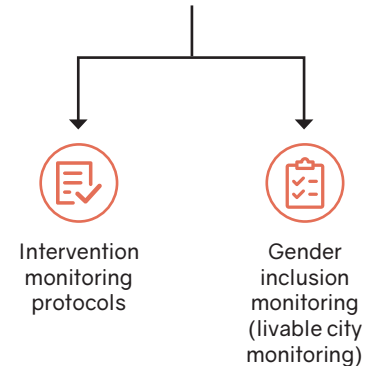 Intervention
monitoring
protocols
Gender
inclusion
monitoring
(livable city
monitoring)